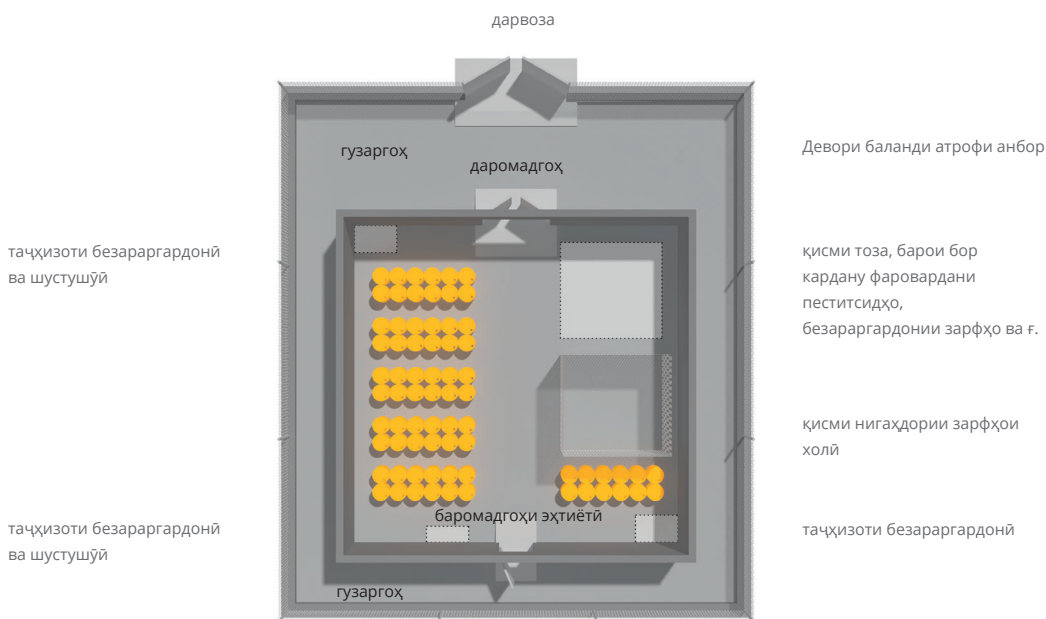 дарвоза
гузаргоҳ
даромадгоҳ
Девори баланди атрофи анбор
таҷҳизоти безараргардонӣ
ва шустушӯӣ
қисми тоза, барои бор
кардану фаровардани
пеститсидҳо,
безараргардонии зарфҳо ва ғ.
қисми нигаҳдории зарфҳои
холӣ
баромадгоҳи эҳтиётӣ
таҷҳизоти безараргардонӣ
ва шустушӯӣ
таҷҳизоти безараргардонӣ
гузаргоҳ